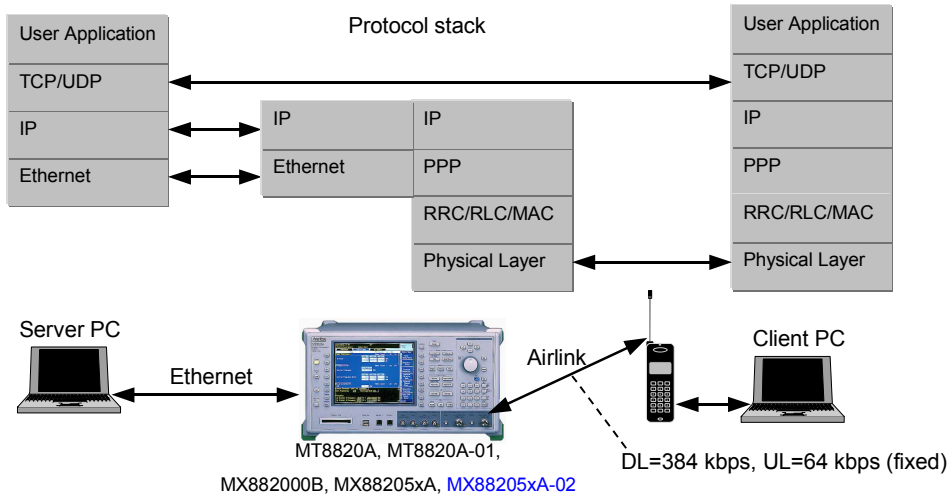 Protocol stack
User Application
TCP/UDP
IP
Ethernet
IP
Ethernet
IP
PPP
RRC/RLC/MAC
Physical Layer
User Application
TCP/UDP
IP
PPP
RRC/RLC/MAC
Physical Layer
Server PC
Ethernet
Airlink
Client PC
MT8820A, MT8820A-01,
MX882000B, MX88205xA, MX88205xA-02
DL=384 kbps, UL=64 kbps (fixed)